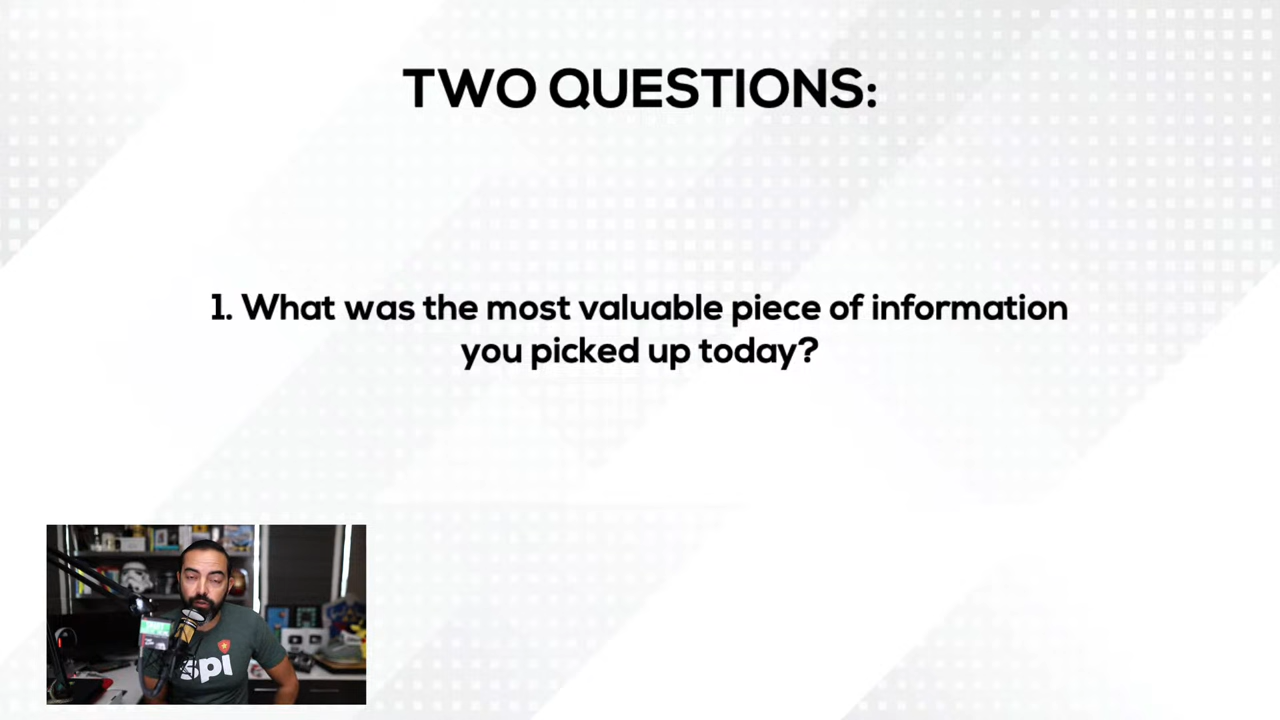 TWO QUESTIONS:
1. What was the most valuable piece of information
you picked up today?
spi